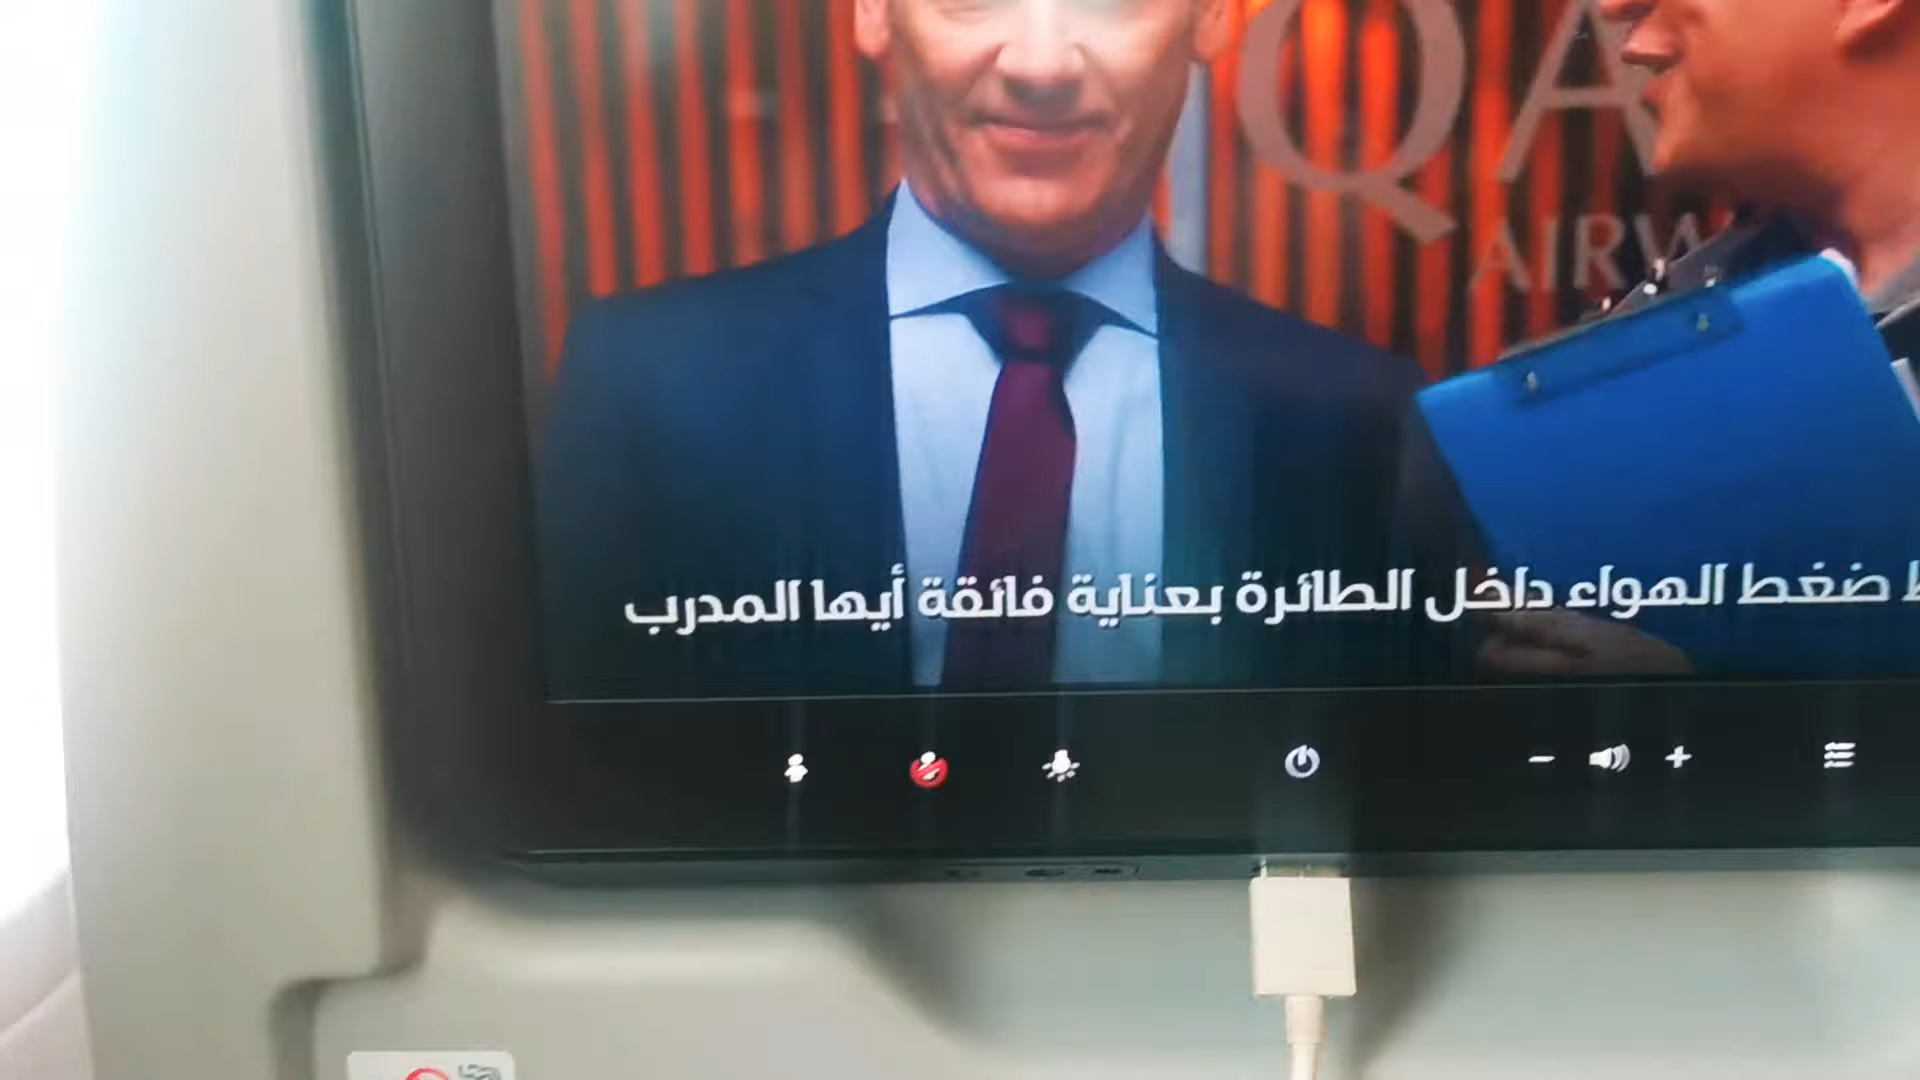 QA
AIRW
ضغط الهواء داخل الطائرة بعناية فائقة أيها المدرب